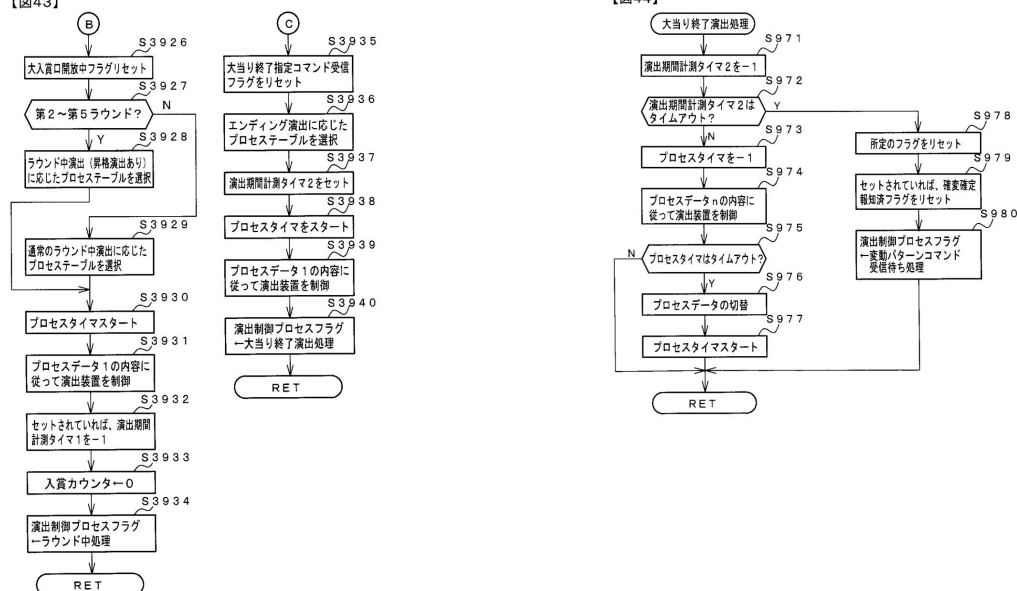 【図43】
B
S3926
大入賞口開放中フラグリセット
S3927
第2~第5ラウンド?
N
Y
S3928
ラウンド中演出(昇格演出あり)
に応じたプロセステーブルを選択
S3929
通常のラウンド中演出に応じた
プロセステーブルを選択
S3930
プロセスタイマスタート
S3931
プロセスデータ1の内容に
従って演出装置を制御
S3932
セットされていれば、演出期間
計測タイマ1を-1
S3933
入賞カウンタ←0
S3934
演出制御プロセスフラグ
←ラウンド中処理
RET
C
S3935
大当り終了指定コマンド受信
フラグをリセット
S3936
エンディング演出に応じた
プロセステーブルを選択
S3937
演出期間計測タイマ2をセット
S3938
プロセスタイマをスタート
S3939
プロセスデータ1の内容に
従って演出装置を制御
S3940
演出制御プロセスフラグ
←大当り終了演出処理
RET
【図44】
大当り終了演出処理
S971
演出期間計測タイマ2を-1
S972
演出期間計測タイマ2は
タイムアウト?
Y
N
S973
プロセスタイマを-1
S974
プロセスデータnの内容に
従って演出装置を制御
S975
N
プロセスタイマはタイムアウト?
Y
S976
プロセスデータの切替
S977
プロセスタイマスタート
RET
S978
所定のフラグをリセット
S979
セットされていれば、確変確定
報知済フラグをリセット
S980
演出制御プロセスフラグ
←変動パターンコマンド
受信待ち処理